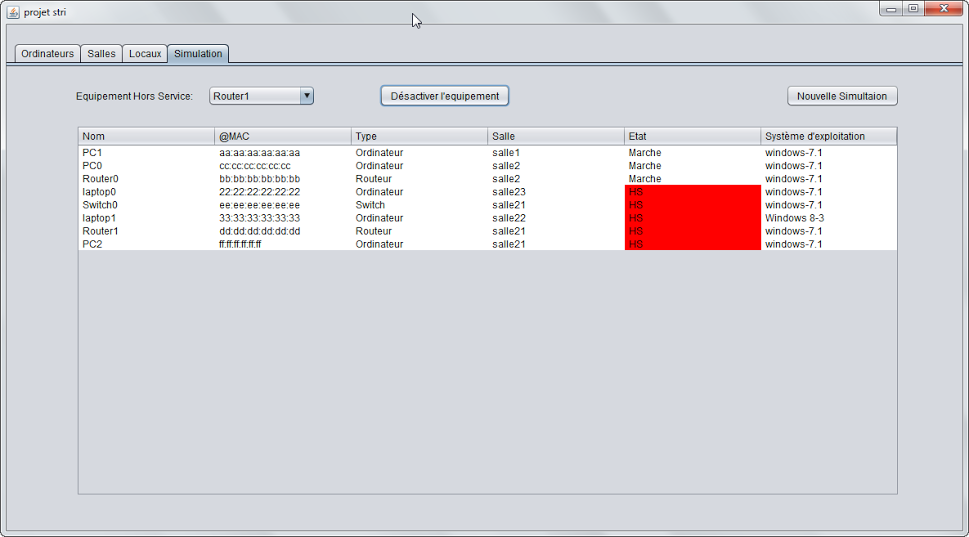 projet stri
Ordinateurs Salles Locaux Simulation
Equipement Hors Service: Router1 Désactiver l'equipement Nouvelle Simultaion
Nom @MAC Type Salle Etat Système d'exploitation
PC1 aa:aa:aa:aa:aa:aa Ordinateur salle1 Marche windows-7.1
PC0 cc:cc:cc:cc:cc:cc Ordinateur salle2 Marche windows-7.1
Router0 bb:bb:bb:bb:bb:bb Routeur salle2 Marche windows-7.1
laptop0 22:22:22:22:22:22 Ordinateur salle23 HS windows-7.1
Switch0 ee:ee:ee:ee:ee:ee Switch salle21 HS windows-7.1
laptop1 33:33:33:33:33:33 Ordinateur salle22 HS Windows 8-3
Router1 dd:dd:dd:dd:dd:dd Routeur salle21 HS windows-7.1
PC2 ff:ff:ff:ff:ff:ff Ordinateur salle21 HS windows-7.1